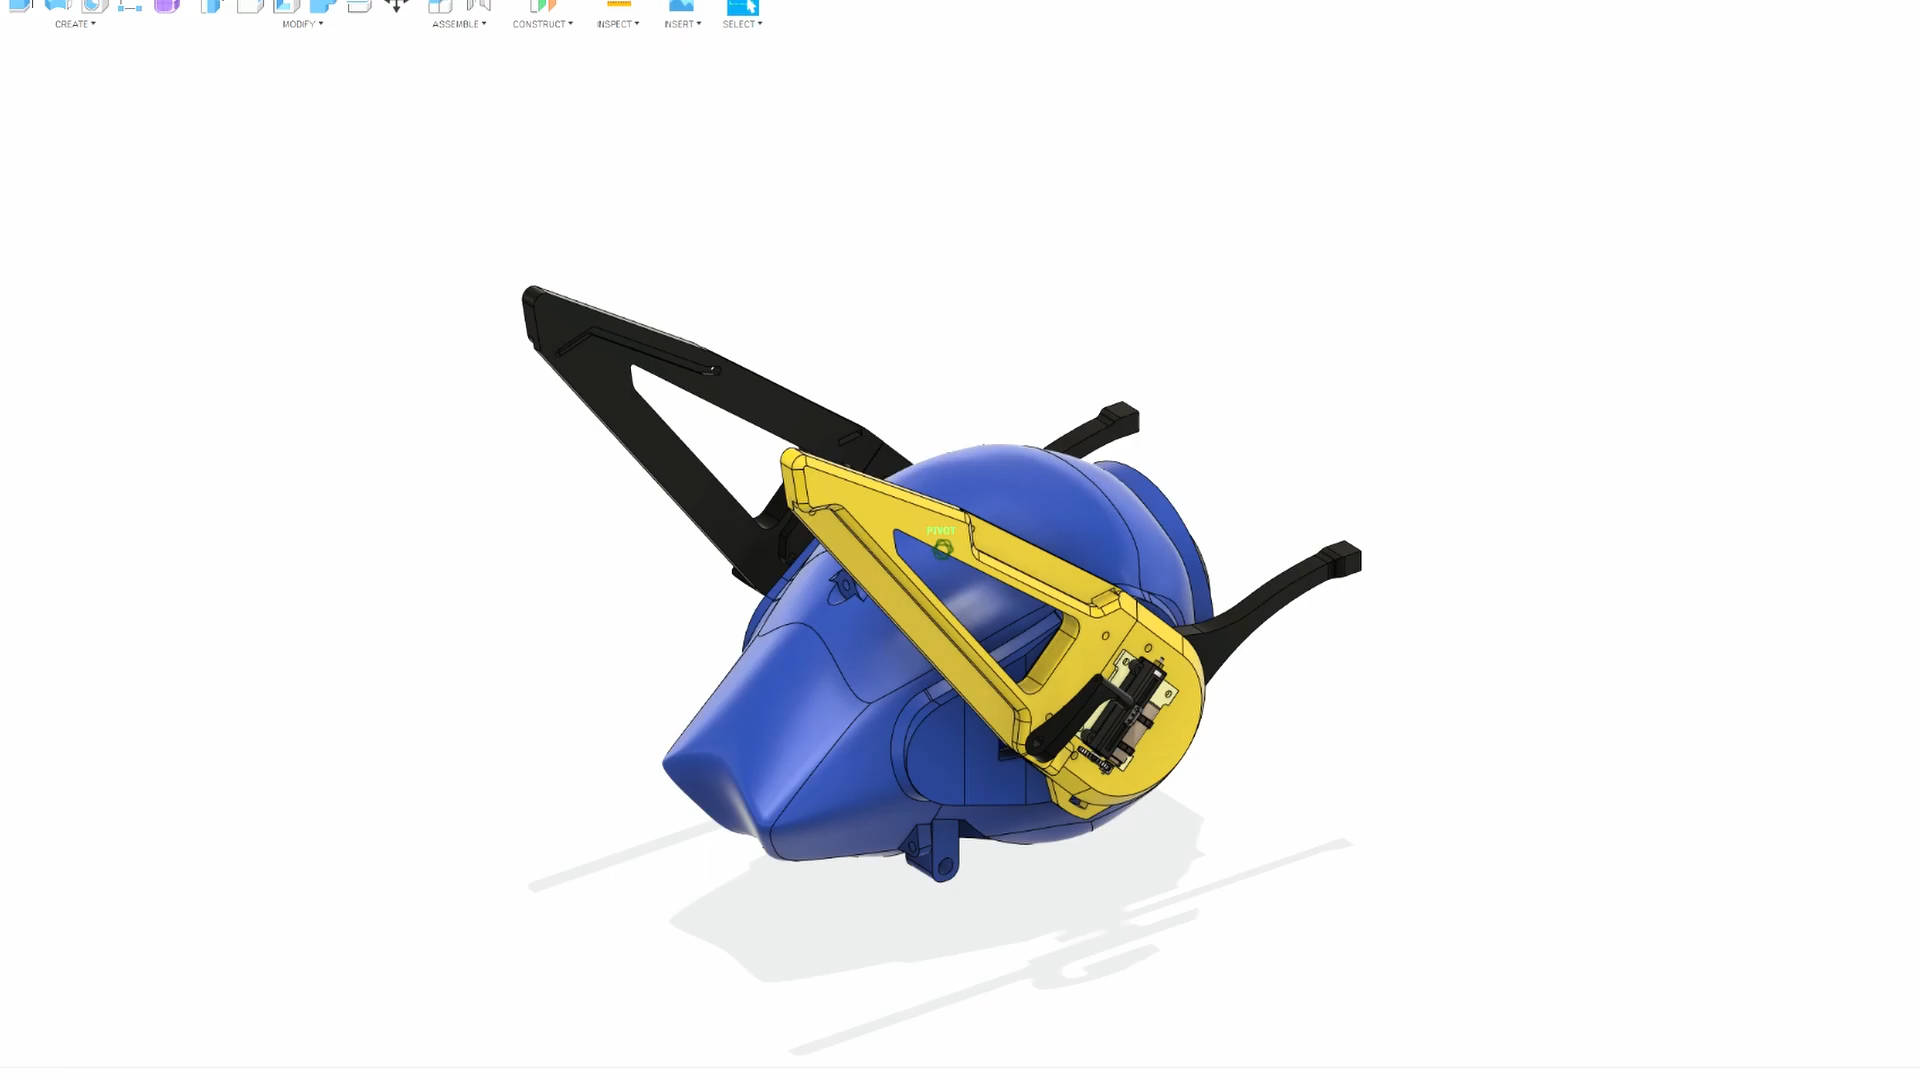 CREATE▾ MODIFY▾ ASSEMBLE▾ CONSTRUCT▾ INSPECT▾ INSERT▾ SELECT▾
PIVOT